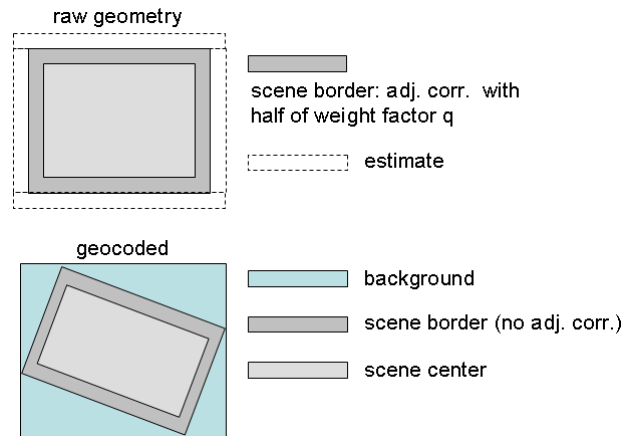 raw geometry
scene border: adj. corr. with
half of weight factor q
estimate
geocoded
background
scene border (no adj. corr.)
scene center